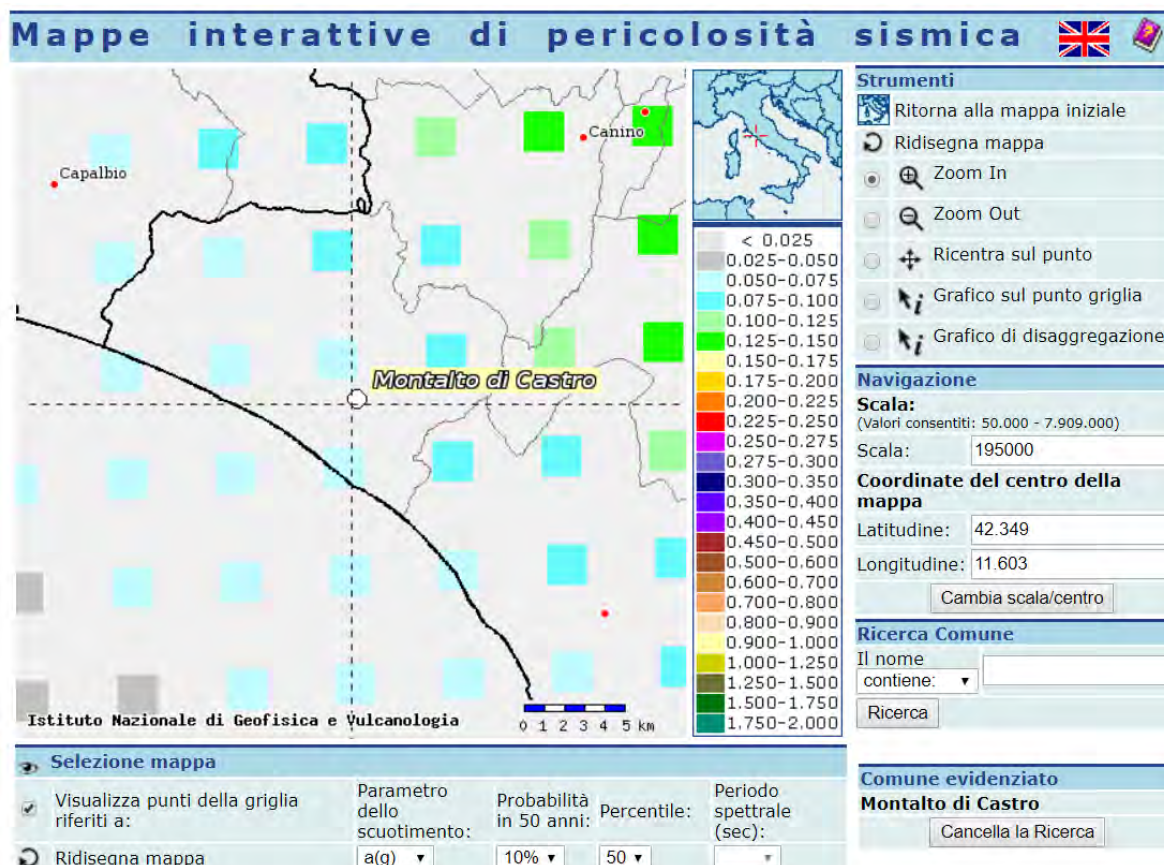 Mappe interattive di pericolosità sismica
Capalbio
Canino
Montalto di Castro
Istituto Nazionale di Geofisica e Vulcanologia
0 1 2 3 4 5 km
< 0.025
0.025-0.050
0.050-0.075
0.075-0.100
0.100-0.125
0.125-0.150
0.150-0.175
0.175-0.200
0.200-0.225
0.225-0.250
0.250-0.275
0.275-0.300
0.300-0.350
0.350-0.400
0.400-0.450
0.450-0.500
0.500-0.600
0.600-0.700
0.700-0.800
0.800-0.900
0.900-1.000
1.000-1.250
1.250-1.500
1.500-1.750
1.750-2.000
Strumenti
Ritorna alla mappa iniziale
Ridisegna mappa
Zoom In
Zoom Out
Ricentra sul punto
Grafico sul punto griglia
Grafico di disaggregazione
Navigazione
Scala:
(Valori consentiti: 50.000 - 7.909.000)
Scala: 195000
Coordinate del centro della
mappa
Latitudine: 42.349
Longitudine: 11.603
Cambia scala/centro
Ricerca Comune
Il nome
contiene:
Ricerca
Comune evidenziato
Montalto di Castro
Cancella la Ricerca
Selezione mappa
Visualizza punti della griglia
riferiti a:
Parametro
dello
scuotimento:
Probabilità
in 50 anni:
Percentile:
Periodo
spettrale
(sec):
Ridisegna mappa
a(g)
10%
50